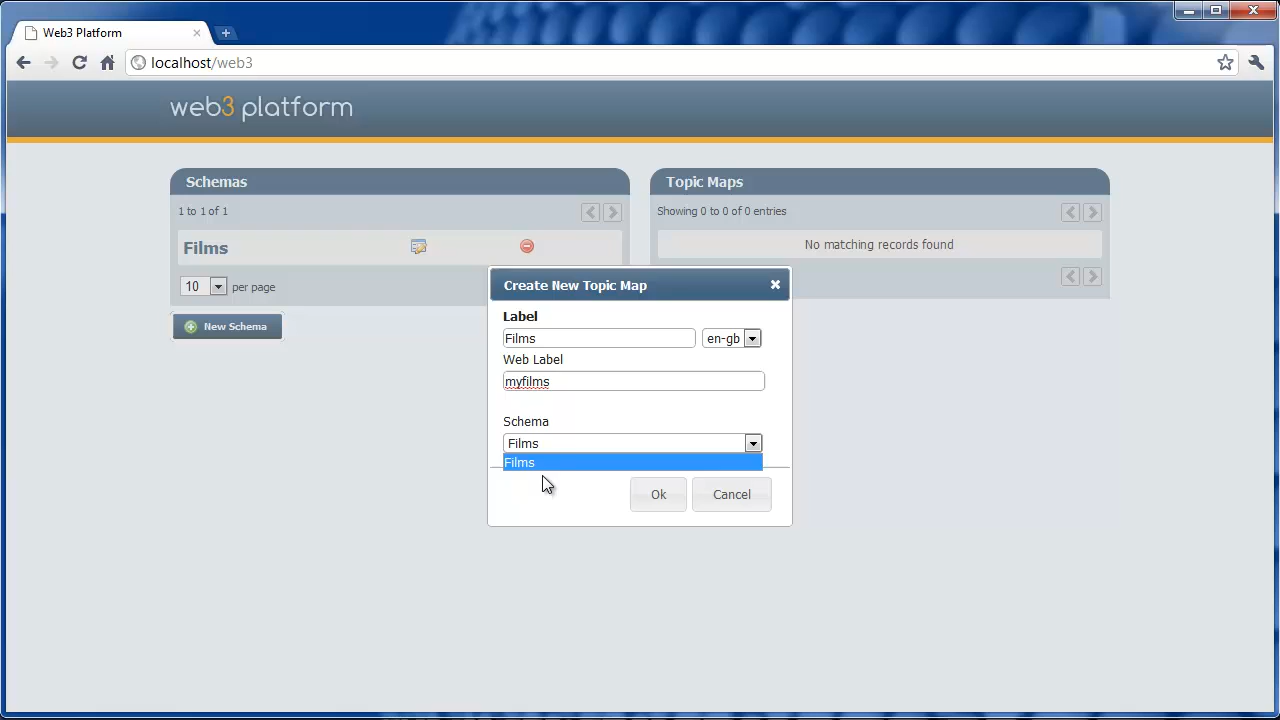 Web3 Platform
localhost/web3
web3 platform
Schemas
1 to 1 of 1
Films
10 per page
New Schema
Topic Maps
Showing 0 to 0 of 0 entries
No matching records found
Create New Topic Map
Label
Films en-gb
Web Label
myfilms
Schema
Films
Films
Ok Cancel